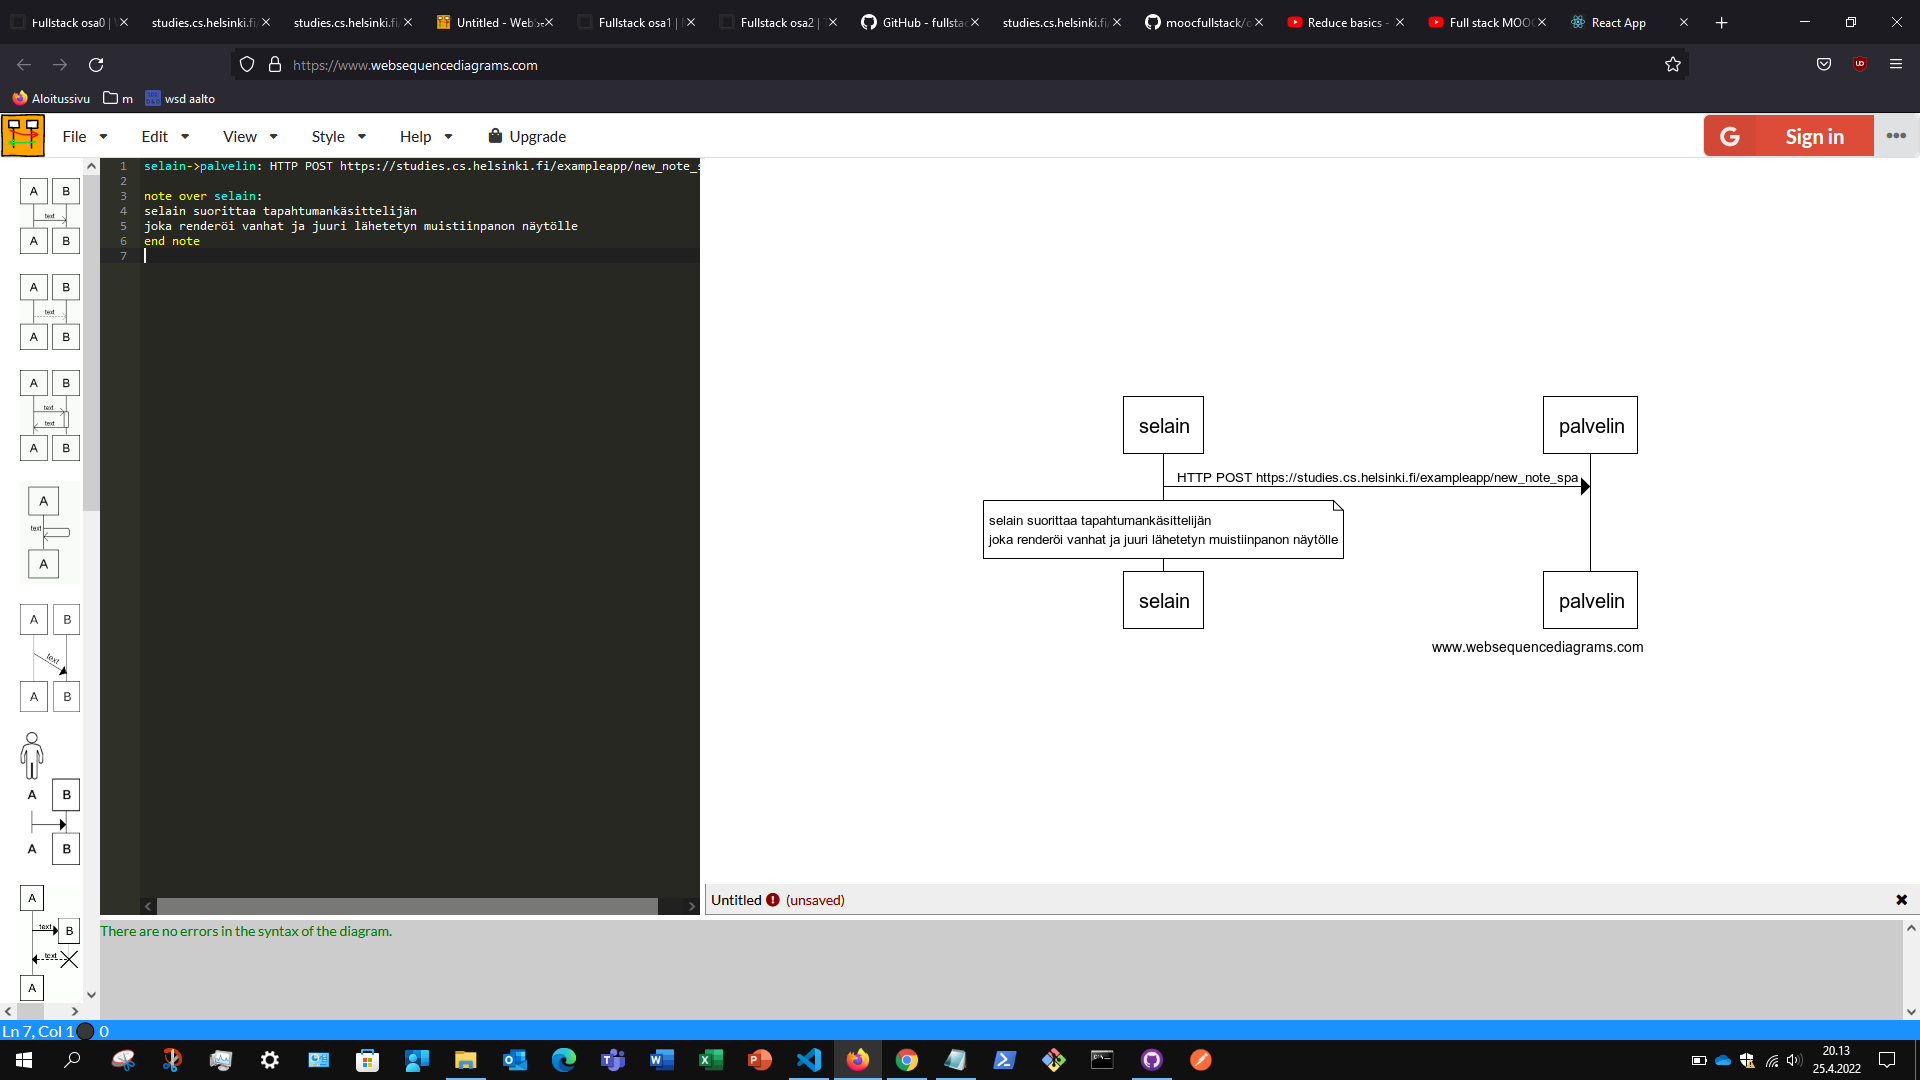 Fullstack osa0 |
studies.cs.helsinki.fi/
studies.cs.helsinki.fi/
Untitled - WebSe
Fullstack osa1 |
Fullstack osa2 |
GitHub - fullstac
studies.cs.helsinki.fi/
moocfullstack/o
Reduce basics -
Full stack MOOC
React App
https://www.websequencediagrams.com
Aloitussivu
m
wsd aalto
File
Edit
View
Style
Help
Upgrade
G
Sign in
1 selain->palvelin: HTTP POST https://studies.cs.helsinki.fi/exampleapp/new_note_s
2
3 note over selain:
4 selain suorittaa tapahtumankäsittelijän
5 joka renderöi vanhat ja juuri lähetetyn muistiinpanon näytölle
6 end note
7
A B
text
A B
A B
text
A B
A B
text
text
A B
A
text
A
A B
text
A B
A B
A B
A
text
B
text
A
selain
palvelin
HTTP POST https://studies.cs.helsinki.fi/exampleapp/new_note_spa
selain suorittaa tapahtumankäsittelijän
joka renderöi vanhat ja juuri lähetetyn muistiinpanon näytölle
selain
palvelin
www.websequencediagrams.com
Untitled (unsaved)
There are no errors in the syntax of the diagram.
Ln 7, Col 1 0
20.13
25.4.2022